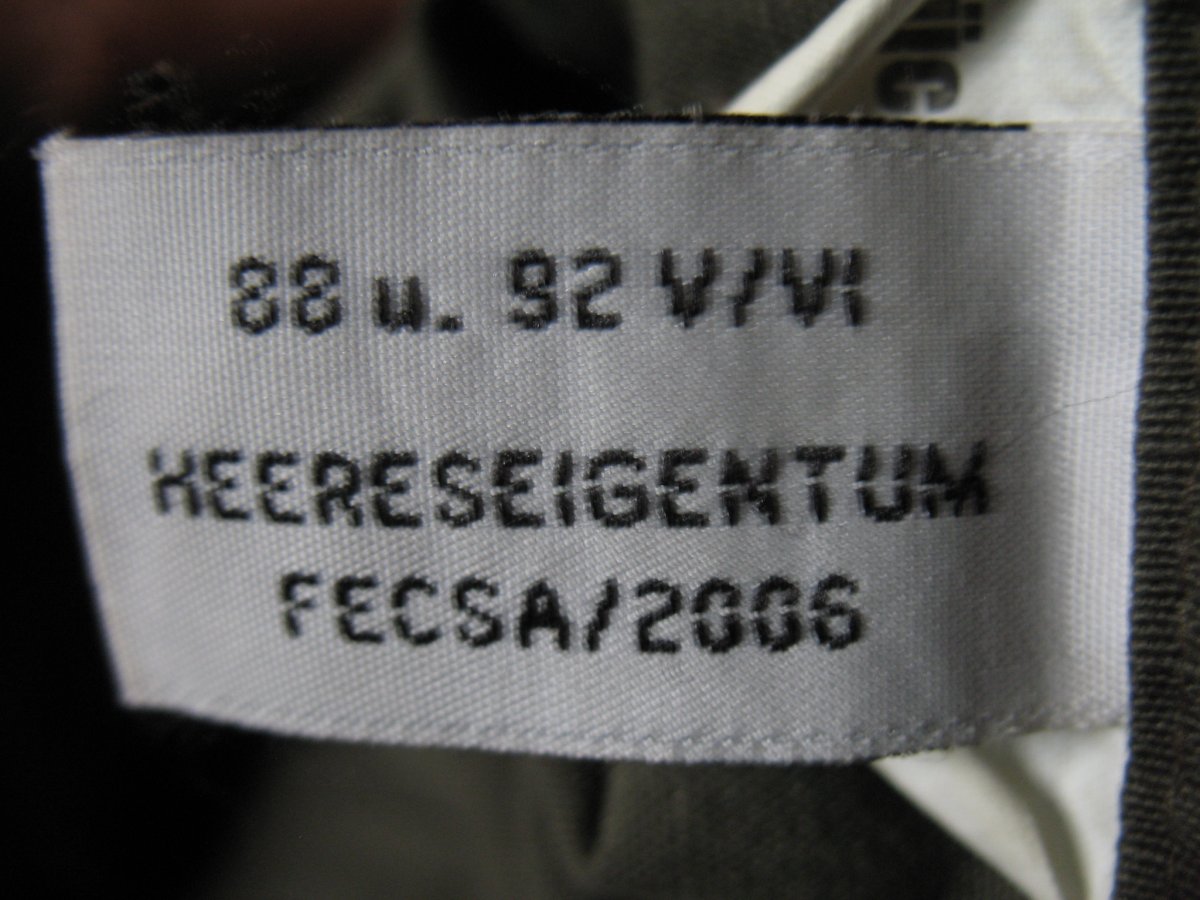 88 u. 92 V/VI
HEERESEIGENTUM
FECSA/2006